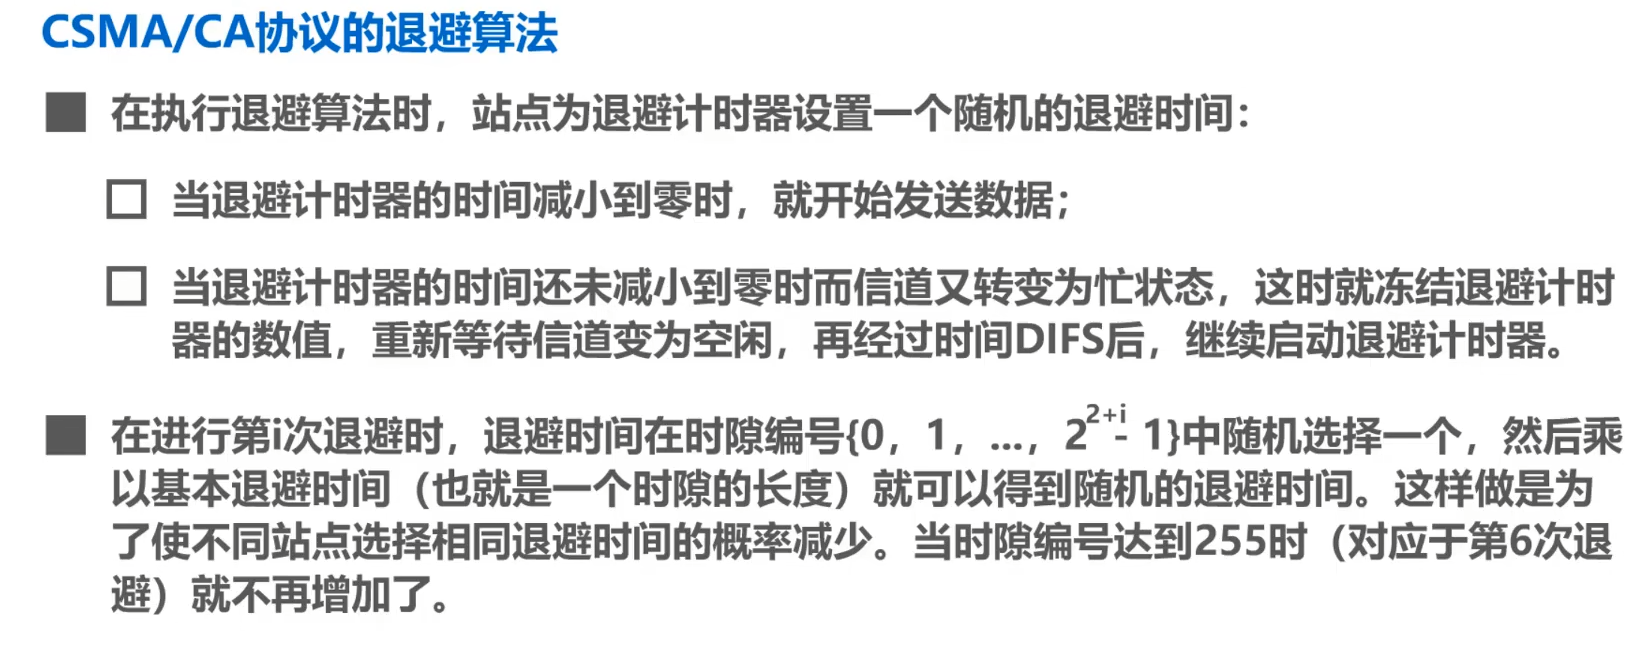 CSMA/CA协议的退避算法
在执行退避算法时，站点为退避计时器设置一个随机的退避时间：
当退避计时器的时间减小到零时，就开始发送数据；
当退避计时器的时间还未减小到零时而信道又转变为忙状态，这时就冻结退避计时
器的数值，重新等待信道变为空闲，再经过时间DIFS后，继续启动退避计时器。
在进行第i次退避时，退避时间在时隙编号{0，1，...，2^{2+i} - 1}中随机选择一个，然后乘
以基本退避时间（也就是一个时隙的长度）就可以得到随机的退避时间。这样做是为
了使不同站点选择相同退避时间的概率减少。当时隙编号达到255时（对应于第6次退
避）就不再增加了。